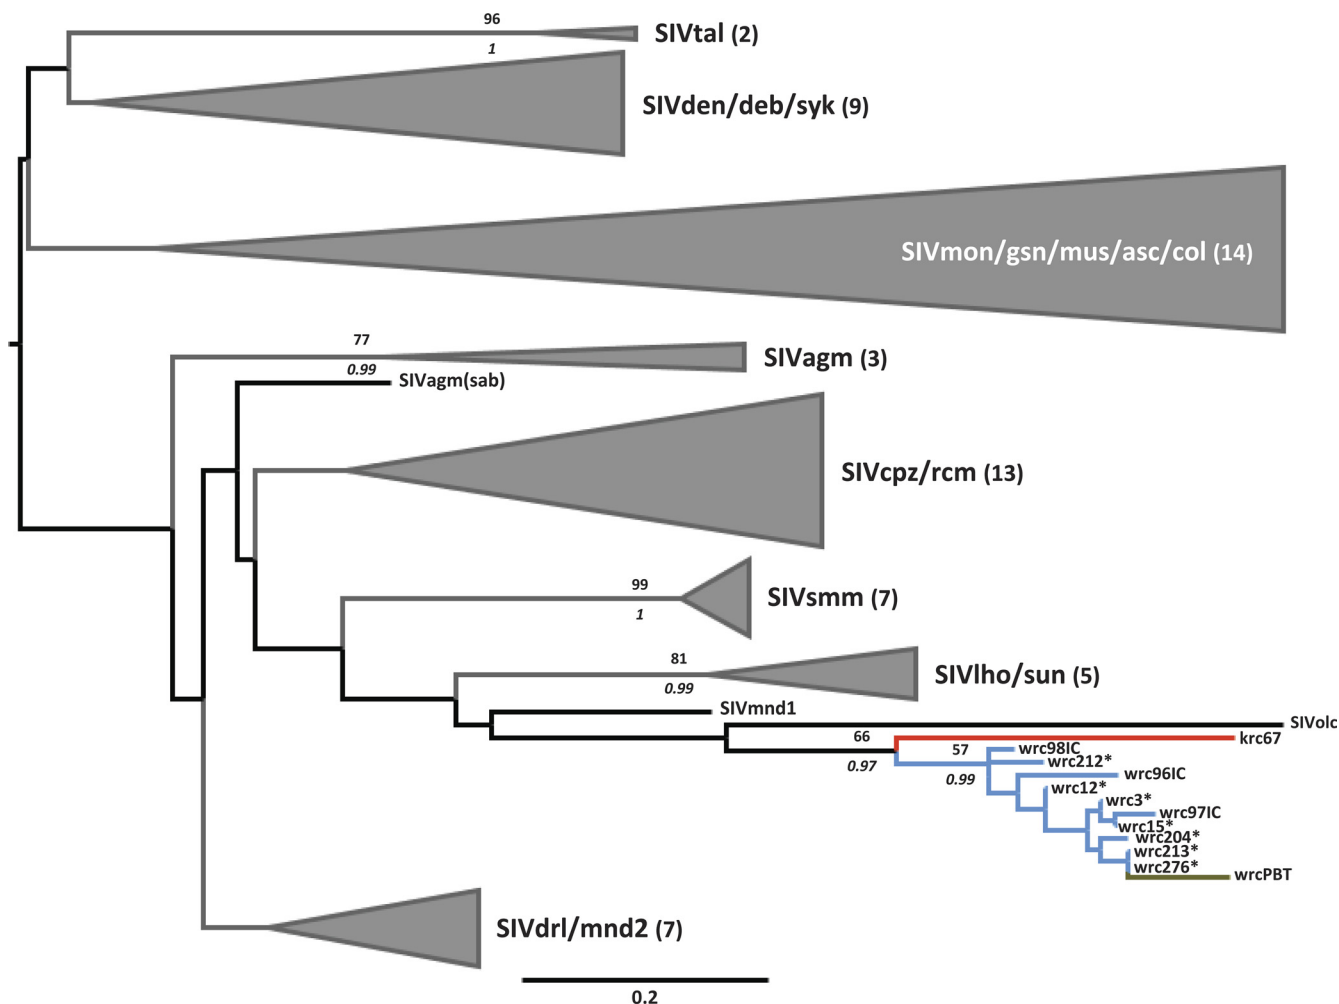 96
SIVtal (2)
1
SIVden/deb/syk (9)
SIVmon/gsn/mus/asc/col (14)
77
SIVagm (3)
0.99
SIVagm(sab)
SIVcpz/rcm (13)
99
SIVsmm (7)
1
81
SIVlho/sun (5)
0.99
SIVmnd1
SIVolc
66
krc67
57
wrc98IC
0.97
0.99
wrc212*
wrc96IC
wrc12*
wrc3*
wrc97IC
wrc15*
wrc204*
wrc213*
wrc276*
wrcPBT
SIVdrl/mnd2 (7)
0.2